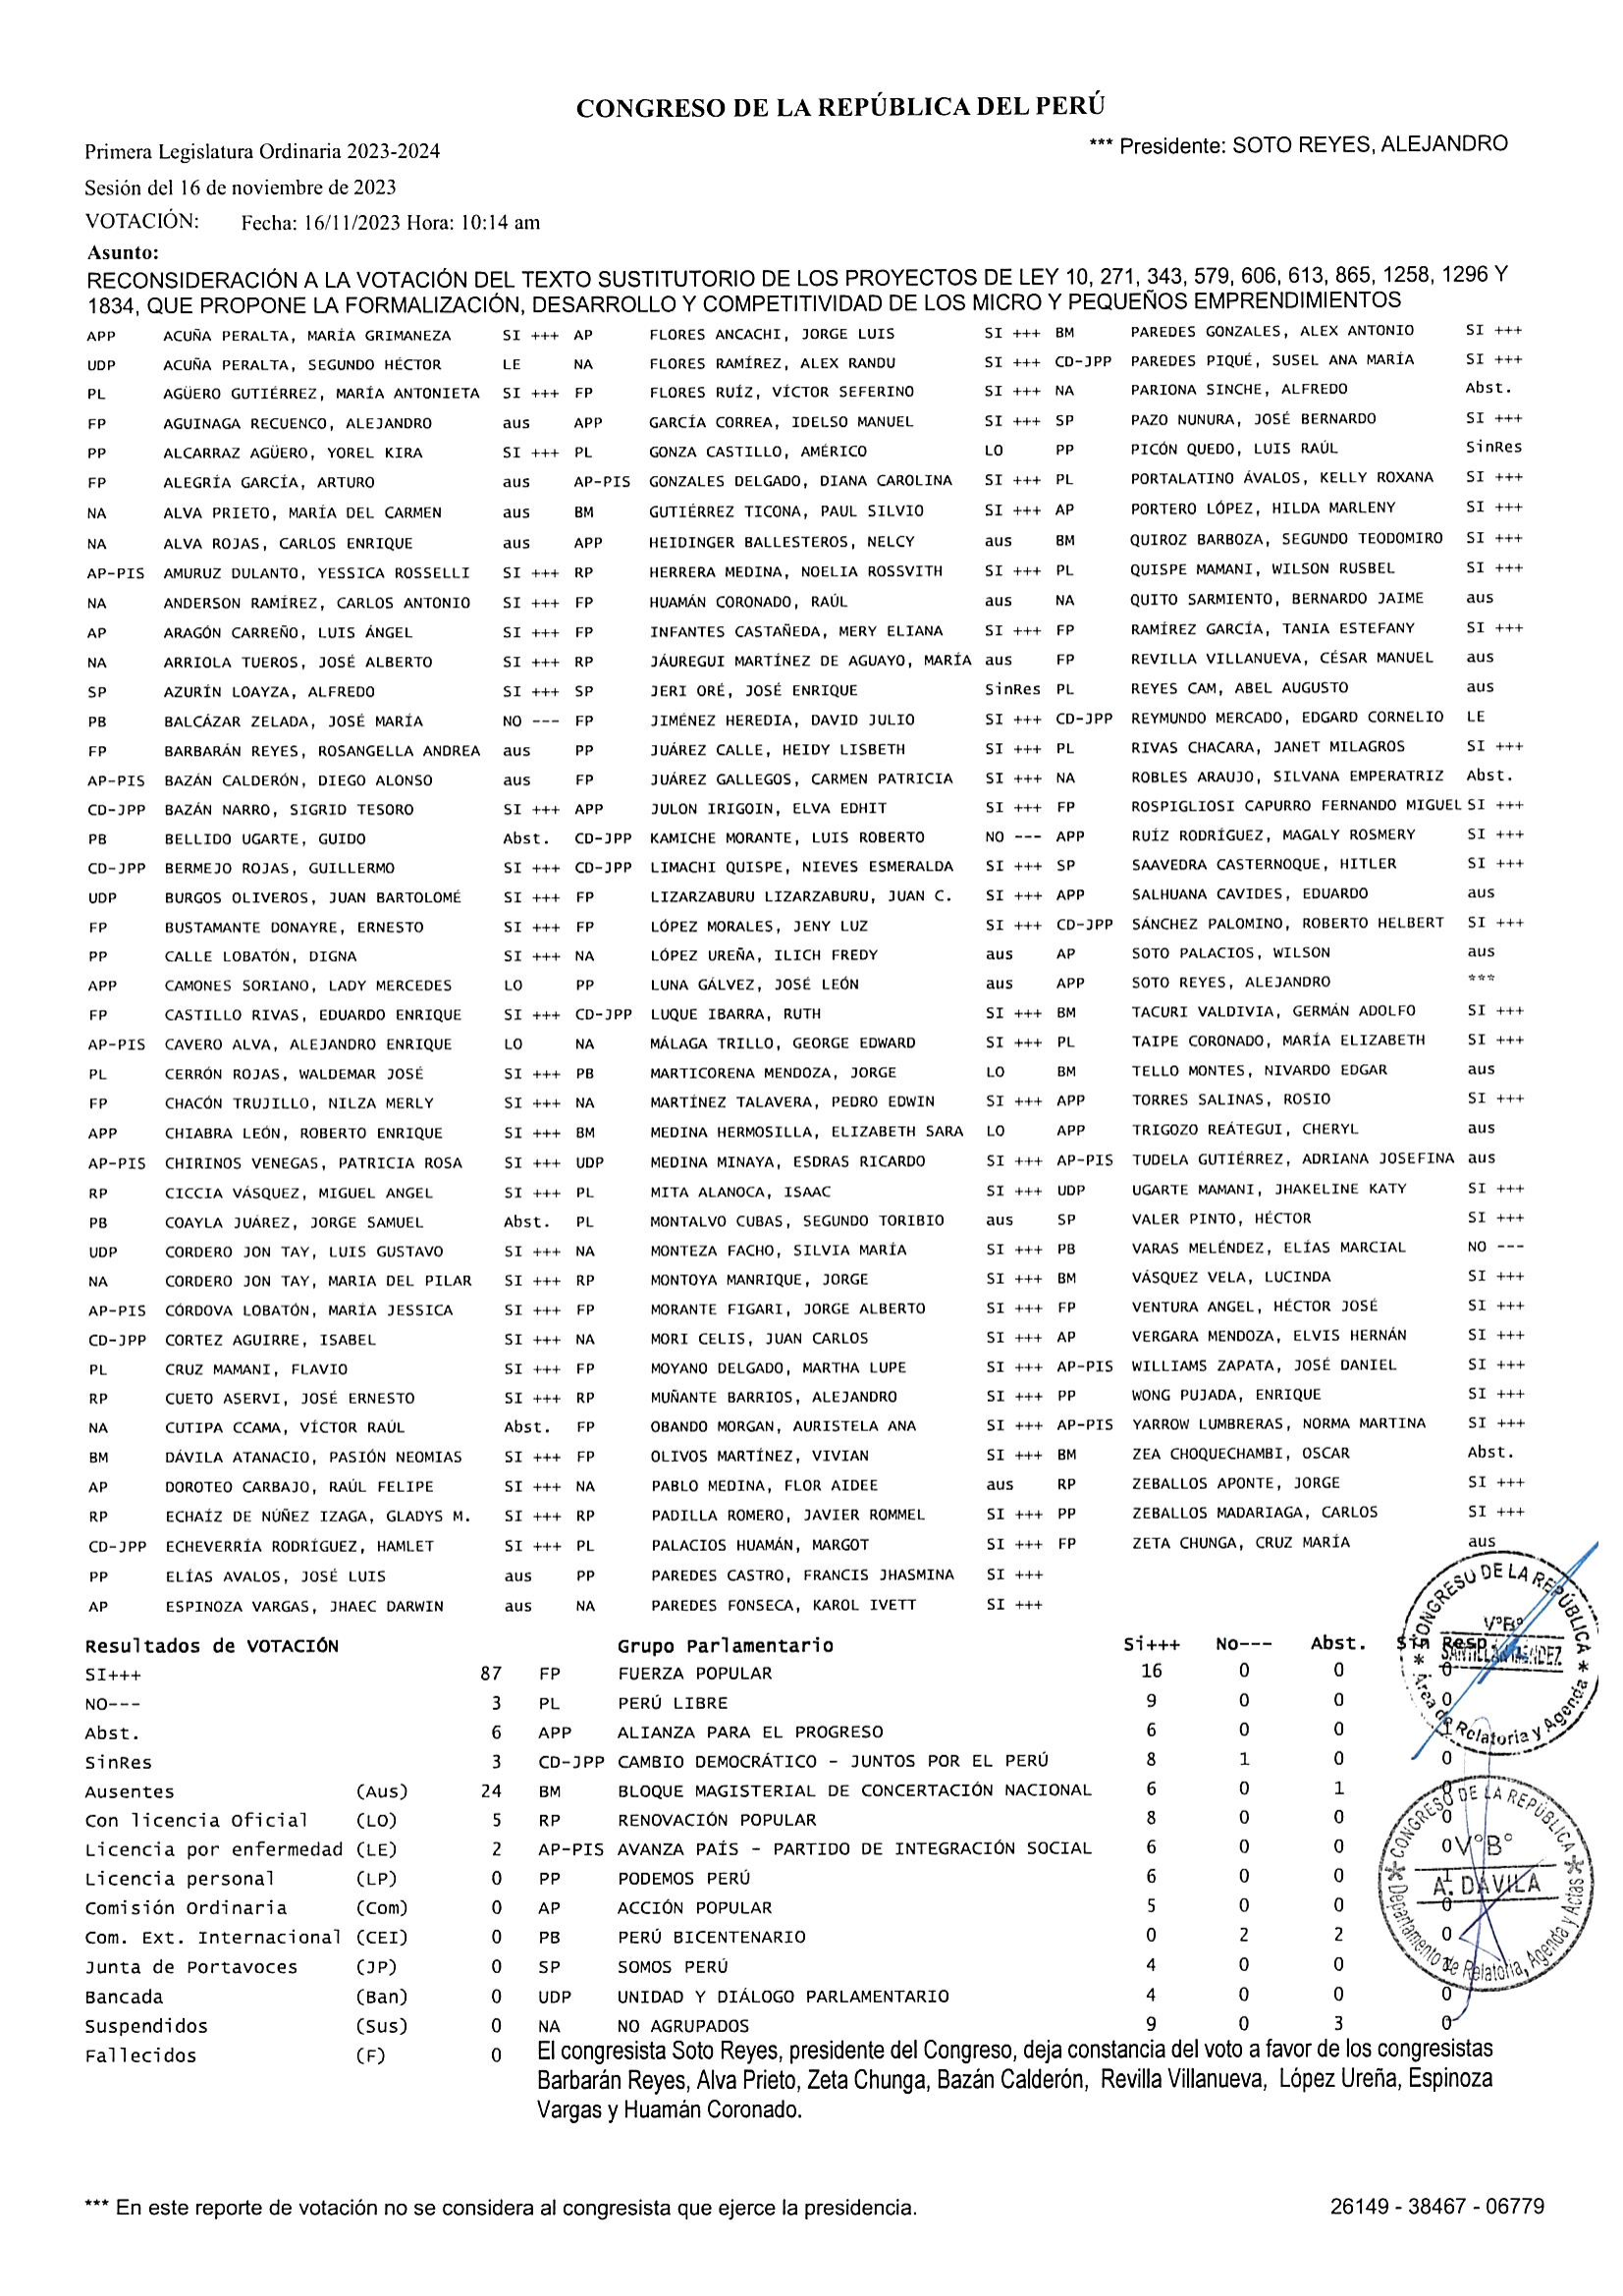 CONGRESO DE LA REPÚBLICA DEL PERÚ
Primera Legislatura Ordinaria 2023-2024 *** Presidente: SOTO REYES, ALEJANDRO
Sesión del 16 de noviembre de 2023
VOTACIÓN: Fecha: 16/11/2023 Hora: 10:14 am
Asunto:
RECONSIDERACIÓN A LA VOTACIÓN DEL TEXTO SUSTITUTORIO DE LOS PROYECTOS DE LEY 10, 271, 343, 579, 606, 613, 865, 1258, 1296 Y
1834, QUE PROPONE LA FORMALIZACIÓN, DESARROLLO Y COMPETITIVIDAD DE LOS MICRO Y PEQUEÑOS EMPRENDIMIENTOS
APP ACUÑA PERALTA, MARÍA GRIMANEZA SI +++ AP FLORES ANCACHI, JORGE LUIS SI +++ BM PAREDES GONZALES, ALEX ANTONIO SI +++
UDP ACUÑA PERALTA, SEGUNDO HÉCTOR LE NA FLORES RAMÍREZ, ALEX RANDU SI +++ CD-JPP PAREDES PIQUÉ, SUSEL ANA MARÍA SI +++
PL AGÜERO GUTIÉRREZ, MARÍA ANTONIETA SI +++ FP FLORES RUÍZ, VÍCTOR SEFERINO SI +++ NA PARIONA SINCHE, ALFREDO Abst.
FP AGUINAGA RECUENCO, ALEJANDRO aus APP GARCÍA CORREA, IDELSO MANUEL SI +++ SP PAZO NUNURA, JOSÉ BERNARDO SI +++
PP ALCARRAZ AGÜERO, YOREL KIRA SI +++ PL GONZA CASTILLO, AMÉRICO LO PP PICÓN QUEDO, LUIS RAÚL SinRes
FP ALEGRÍA GARCÍA, ARTURO aus AP-PIS GONZALES DELGADO, DIANA CAROLINA SI +++ PL PORTALATINO ÁVALOS, KELLY ROXANA SI +++
NA ALVA PRIETO, MARÍA DEL CARMEN aus BM GUTIÉRREZ TICONA, PAUL SILVIO SI +++ AP PORTERO LÓPEZ, HILDA MARLENY SI +++
NA ALVA ROJAS, CARLOS ENRIQUE aus APP HEIDINGER BALLESTEROS, NELCY aus BM QUIROZ BARBOZA, SEGUNDO TEODOMIRO SI +++
AP-PIS AMURUZ DULANTO, YESSICA ROSSELLI SI +++ RP HERRERA MEDINA, NOELIA ROSSVITH SI +++ PL QUISPE MAMANI, WILSON RUSBEL SI +++
NA ANDERSON RAMÍREZ, CARLOS ANTONIO SI +++ FP HUAMÁN CORONADO, RAÚL aus NA QUITO SARMIENTO, BERNARDO JAIME aus
AP ARAGÓN CARREÑO, LUIS ÁNGEL SI +++ FP INFANTES CASTAÑEDA, MERY ELIANA SI +++ FP RAMÍREZ GARCÍA, TANIA ESTEFANY SI +++
NA ARRIOLA TUEROS, JOSÉ ALBERTO SI +++ RP JÁUREGUI MARTÍNEZ DE AGUAYO, MARÍA aus FP REVILLA VILLANUEVA, CÉSAR MANUEL aus
SP AZURÍN LOAYZA, ALFREDO SI +++ SP JERI ORÉ, JOSÉ ENRIQUE SinRes PL REYES CAM, ABEL AUGUSTO aus
PB BALCÁZAR ZELADA, JOSÉ MARÍA NO --- FP JIMÉNEZ HEREDIA, DAVID JULIO SI +++ CD-JPP REYMUNDO MERCADO, EDGARD CORNELIO LE
FP BARBARÁN REYES, ROSANGELLA ANDREA aus PP JUÁREZ CALLE, HEIDY LISBETH SI +++ PL RIVAS CHACARA, JANET MILAGROS SI +++
AP-PIS BAZÁN CALDERÓN, DIEGO ALONSO aus FP JUÁREZ GALLEGOS, CARMEN PATRICIA SI +++ NA ROBLES ARAUJO, SILVANA EMPERATRIZ Abst.
CD-JPP BAZÁN NARRO, SIGRID TESORO SI +++ APP JULON IRIGOIN, ELVA EDHIT SI +++ FP ROSPIGLIOSI CAPURRO FERNANDO MIGUEL SI +++
PB BELLIDO UGARTE, GUIDO Abst. CD-JPP KAMICHE MORANTE, LUIS ROBERTO NO --- APP RUÍZ RODRÍGUEZ, MAGALY ROSMERY SI +++
CD-JPP BERMEJO ROJAS, GUILLERMO SI +++ CD-JPP LIMACHI QUISPE, NIEVES ESMERALDA SI +++ SP SAAVEDRA CASTERNOQUE, HITLER SI +++
UDP BURGOS OLIVEROS, JUAN BARTOLOMÉ SI +++ FP LIZARZABURU LIZARZABURU, JUAN C. SI +++ APP SALHUANA CAVIDES, EDUARDO aus
FP BUSTAMANTE DONAYRE, ERNESTO SI +++ FP LÓPEZ MORALES, JENY LUZ SI +++ CD-JPP SÁNCHEZ PALOMINO, ROBERTO HELBERT SI +++
PP CALLE LOBATÓN, DIGNA SI +++ NA LÓPEZ UREÑA, ILICH FREDY aus AP SOTO PALACIOS, WILSON aus
APP CAMONES SORIANO, LADY MERCEDES LO PP LUNA GÁLVEZ, JOSÉ LEÓN aus APP SOTO REYES, ALEJANDRO ***
FP CASTILLO RIVAS, EDUARDO ENRIQUE SI +++ CD-JPP LUQUE IBARRA, RUTH SI +++ BM TACURI VALDIVIA, GERMÁN ADOLFO SI +++
AP-PIS CAVERO ALVA, ALEJANDRO ENRIQUE LO NA MÁLAGA TRILLO, GEORGE EDWARD SI +++ PL TAIPE CORONADO, MARÍA ELIZABETH SI +++
PL CERRÓN ROJAS, WALDEMAR JOSÉ SI +++ PB MARTICORENA MENDOZA, JORGE LO BM TELLO MONTES, NIVARDO EDGAR aus
FP CHACÓN TRUJILLO, NILZA MERLY SI +++ NA MARTÍNEZ TALAVERA, PEDRO EDWIN SI +++ APP TORRES SALINAS, ROSIO SI +++
APP CHIABRA LEÓN, ROBERTO ENRIQUE SI +++ BM MEDINA HERMOSILLA, ELIZABETH SARA LO APP TRIGOZO REÁTEGUI, CHERYL aus
AP-PIS CHIRINOS VENEGAS, PATRICIA ROSA SI +++ UDP MEDINA MINAYA, ESDRAS RICARDO SI +++ AP-PIS TUDELA GUTIÉRREZ, ADRIANA JOSEFINA aus
RP CICCIA VÁSQUEZ, MIGUEL ANGEL SI +++ PL MITA ALANOCA, ISAAC SI +++ UDP UGARTE MAMANI, JHAKELINE KATY SI +++
PB COAYLA JUÁREZ, JORGE SAMUEL Abst. PL MONTALVO CUBAS, SEGUNDO TORIBIO aus SP VALER PINTO, HÉCTOR SI +++
UDP CORDERO JON TAY, LUIS GUSTAVO SI +++ NA MONTEZA FACHO, SILVIA MARÍA SI +++ PB VARAS MELÉNDEZ, ELÍAS MARCIAL NO ---
NA CORDERO JON TAY, MARIA DEL PILAR SI +++ RP MONTOYA MANRIQUE, JORGE SI +++ BM VÁSQUEZ VELA, LUCINDA SI +++
AP-PIS CÓRDOVA LOBATÓN, MARÍA JESSICA SI +++ FP MORANTE FIGARI, JORGE ALBERTO SI +++ FP VENTURA ANGEL, HÉCTOR JOSÉ SI +++
CD-JPP CORTEZ AGUIRRE, ISABEL SI +++ NA MORI CELIS, JUAN CARLOS SI +++ AP VERGARA MENDOZA, ELVIS HERNÁN SI +++
PL CRUZ MAMANI, FLAVIO SI +++ FP MOYANO DELGADO, MARTHA LUPE SI +++ AP-PIS WILLIAMS ZAPATA, JOSÉ DANIEL SI +++
RP CUETO ASERVI, JOSÉ ERNESTO SI +++ RP MUÑANTE BARRIOS, ALEJANDRO SI +++ PP WONG PUJADA, ENRIQUE SI +++
NA CUTIPA CCAMA, VÍCTOR RAÚL Abst. FP OBANDO MORGAN, AURISTELA ANA SI +++ AP-PIS YARROW LUMBRERAS, NORMA MARTINA SI +++
BM DÁVILA ATANACIO, PASIÓN NEOMIAS SI +++ FP OLIVOS MARTÍNEZ, VIVIAN SI +++ BM ZEA CHOQUECHAMBI, OSCAR Abst.
AP DOROTEO CARBAJO, RAÚL FELIPE SI +++ NA PABLO MEDINA, FLOR AIDEE aus RP ZEBALLOS APONTE, JORGE SI +++
RP ECHAÍZ DE NÚÑEZ IZAGA, GLADYS M. SI +++ RP PADILLA ROMERO, JAVIER ROMMEL SI +++ PP ZEBALLOS MADARIAGA, CARLOS SI +++
CD-JPP ECHEVERRÍA RODRÍGUEZ, HAMLET SI +++ PL PALACIOS HUAMÁN, MARGOT SI +++ FP ZETA CHUNGA, CRUZ MARÍA aus
PP ELÍAS AVALOS, JOSÉ LUIS aus PP PAREDES CASTRO, FRANCIS JHASMINA SI +++
AP ESPINOZA VARGAS, JHAEC DARWIN aus NA PAREDES FONSECA, KAROL IVETT SI +++
Resultados de VOTACIÓN Grupo Parlamentario Si+++ No--- Abst. Sin Resp.
SI+++ 87 FP FUERZA POPULAR 16 0 0 0
NO--- 3 PL PERÚ LIBRE 9 0 0 0
Abst. 6 APP ALIANZA PARA EL PROGRESO 6 0 0 1
SinRes 3 CD-JPP CAMBIO DEMOCRÁTICO - JUNTOS POR EL PERÚ 8 1 0 0
Ausentes (Aus) 24 BM BLOQUE MAGISTERIAL DE CONCERTACIÓN NACIONAL 6 0 1 0
Con licencia Oficial (LO) 5 RP RENOVACIÓN POPULAR 8 0 0 0
Licencia por enfermedad (LE) 2 AP-PIS AVANZA PAÍS - PARTIDO DE INTEGRACIÓN SOCIAL 6 0 0 0
Licencia personal (LP) 0 PP PODEMOS PERÚ 6 0 0 1
Comisión Ordinaria (Com) 0 AP ACCIÓN POPULAR 5 0 0 0
Com. Ext. Internacional (CEI) 0 PB PERÚ BICENTENARIO 0 2 2 0
Junta de Portavoces (JP) 0 SP SOMOS PERÚ 4 0 0 1
Bancada (Ban) 0 UDP UNIDAD Y DIÁLOGO PARLAMENTARIO 4 0 0 0
Suspendidos (Sus) 0 NA NO AGRUPADOS 9 0 3 0
Fallecidos (F) 0
El congresista Soto Reyes, presidente del Congreso, deja constancia del voto a favor de los congresistas
Barbarán Reyes, Alva Prieto, Zeta Chunga, Bazán Calderón, Revilla Villanueva, López Ureña, Espinoza
Vargas y Huamán Coronado.
CONGRESO DE LA REPÚBLICA
V°B°
Area de Relatoria y Agenda
CONGRESO DE LA REPÚBLICA
V°B°
A. DAVILA
Departamento de Relatoría, Agenda y Actas
*** En este reporte de votación no se considera al congresista que ejerce la presidencia. 26149 - 38467 - 06779